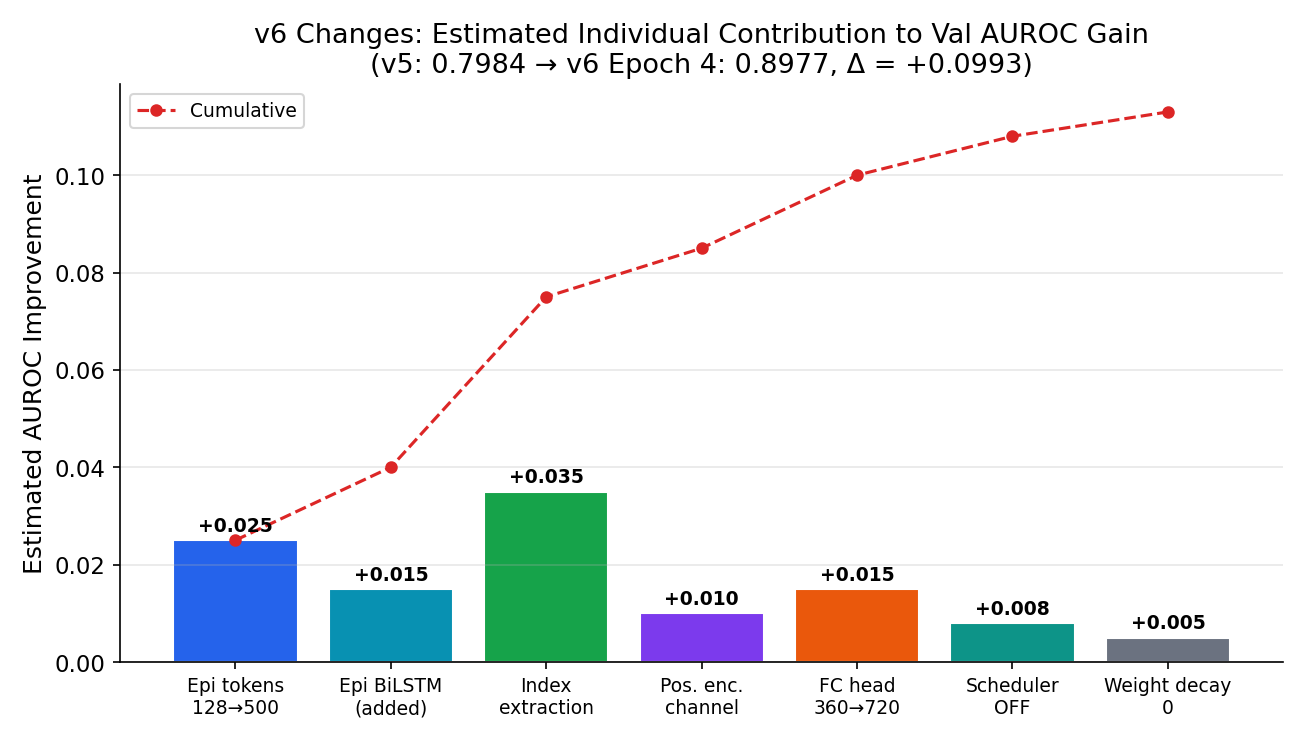 v6 Changes: Estimated Individual Contribution to Val AUROC Gain
(v5: 0.7984 → v6 Epoch 4: 0.8977, Δ = +0.0993)
Cumulative
Estimated AUROC Improvement
0.10
0.08
0.06
0.04
0.02
0.00
+0.025
+0.015
+0.035
+0.010
+0.015
+0.008
+0.005
Epi tokens
128→500
Epi BiLSTM
(added)
Index
extraction
Pos. enc.
channel
FC head
360→720
Scheduler
OFF
Weight decay
0